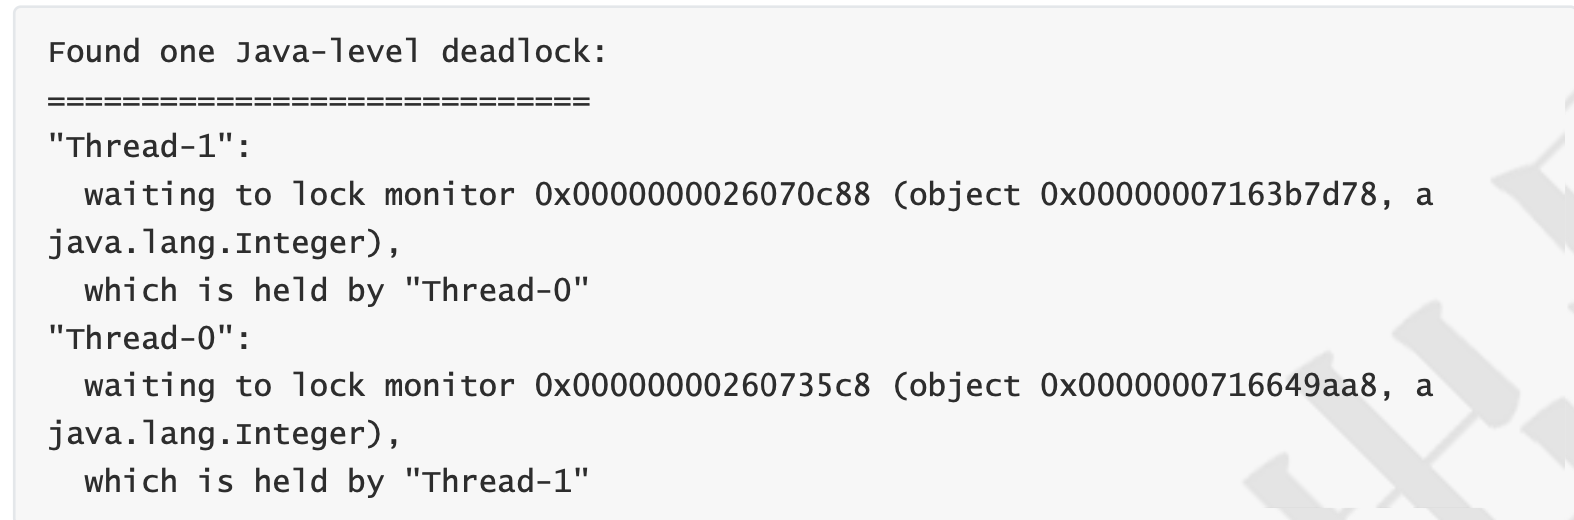 Found one Java-level deadlock:
=============================
"Thread-1":
  waiting to lock monitor 0x0000000026070c88 (object 0x00000007163b7d78, a
java.lang.Integer),
  which is held by "Thread-0"
"Thread-0":
  waiting to lock monitor 0x00000000260735c8 (object 0x0000000716649aa8, a
java.lang.Integer),
  which is held by "Thread-1"